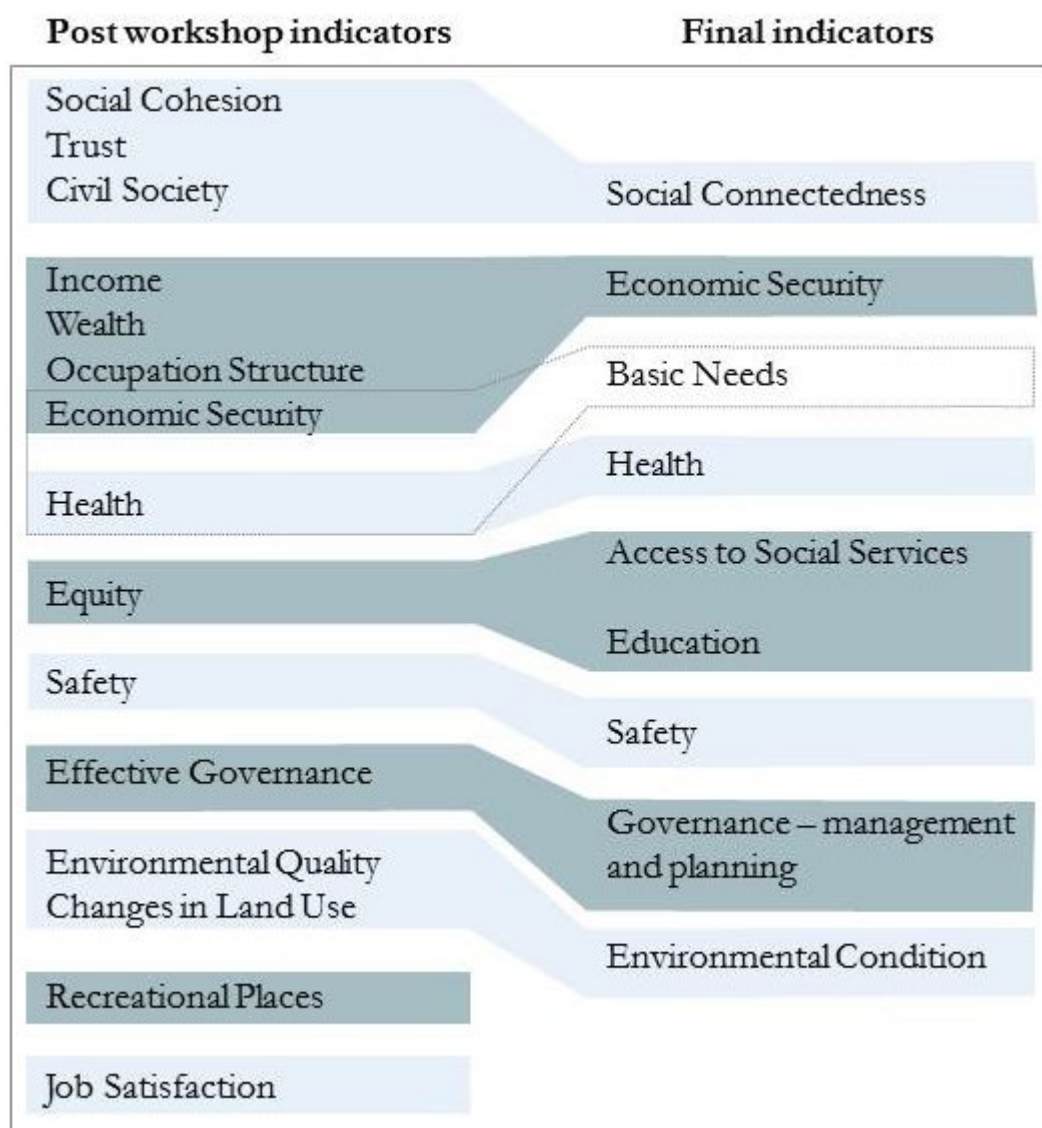 Post workshop indicators
Final indicators
Social Cohesion
Trust
Civil Society
Social Connectedness
Income
Wealth
Occupation Structure
Economic Security
Economic Security
Basic Needs
Health
Health
Equity
Access to Social Services
Education
Safety
Safety
Effective Governance
Governance – management
and planning
Environmental Quality
Changes in Land Use
Environmental Condition
Recreational Places
Job Satisfaction